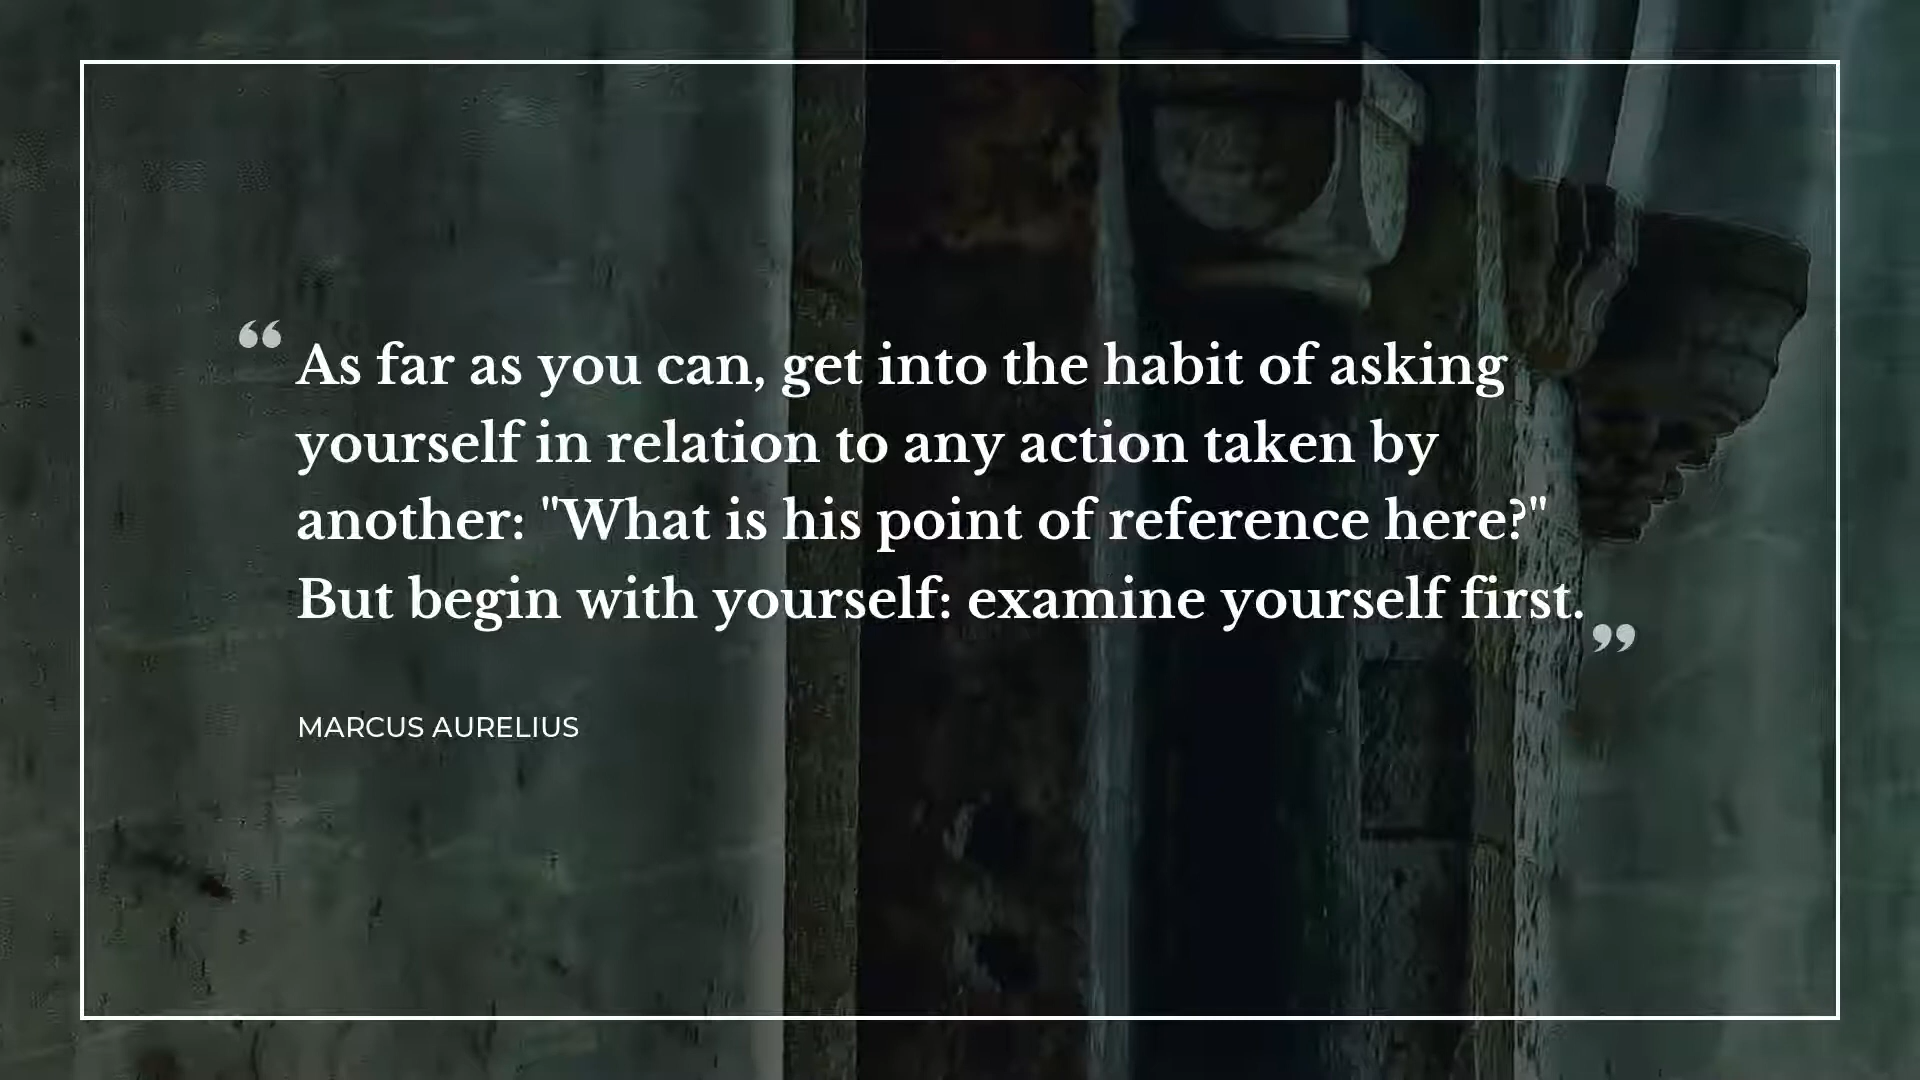 “As far as you can, get into the habit of asking
yourself in relation to any action taken by
another: "What is his point of reference here?"
But begin with yourself: examine yourself first.”
MARCUS AURELIUS